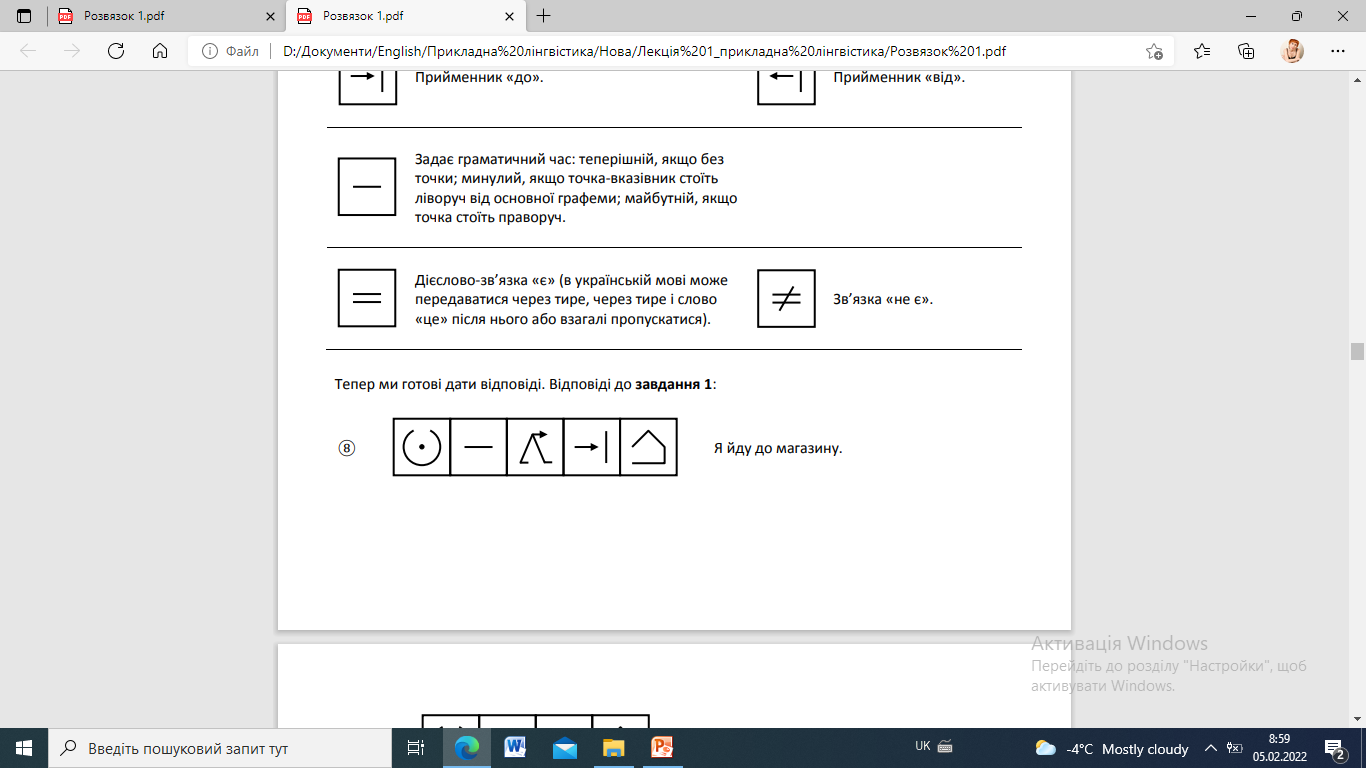 Розвязок 1.pdf
Розвязок 1.pdf
Файл
D:/Документи/English/Прикладна%20лінгвістика/Нова/Лекція%201_прикладна%20лінгвістика/Розвязок%201.pdf
Прийменник «до».
Прийменник «від».
Задає граматичний час: теперішній, якщо без
точки; минулий, якщо точка-вказівник стоїть
ліворуч від основної графеми; майбутній, якщо
точка стоїть праворуч.
Дієслово-зв’язка «є» (в українській мові може
передаватися через тире, через тире і слово
«це» після нього або взагалі пропускатися).
Зв’язка «не є».
Тепер ми готові дати відповіді. Відповіді до завдання 1:
8
Я йду до магазину.
Активація Windows
Перейдіть до розділу "Настройки", щоб
активувати Windows.
Введіть пошуковий запит тут
UK
-4°C Mostly cloudy
8:59
05.02.2022
2